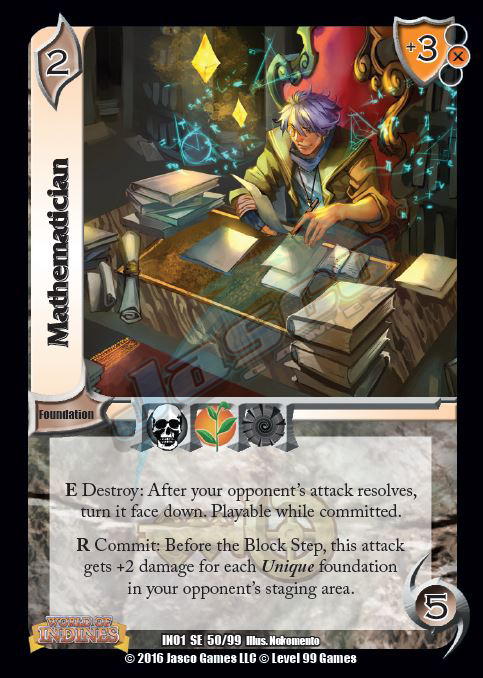 2
+3
Mathematician
Foundation
E Destroy: After your opponent's attack resolves,
turn it face down. Playable while committed.
R Commit: Before the Block Step, this attack
gets +2 damage for each Unique foundation
in your opponent's staging area.
5
WORLD OF
INDINES
IN01 SE 50/99 Illus. Nokomento
© 2016 Jasco Games LLC © Level 99 Games